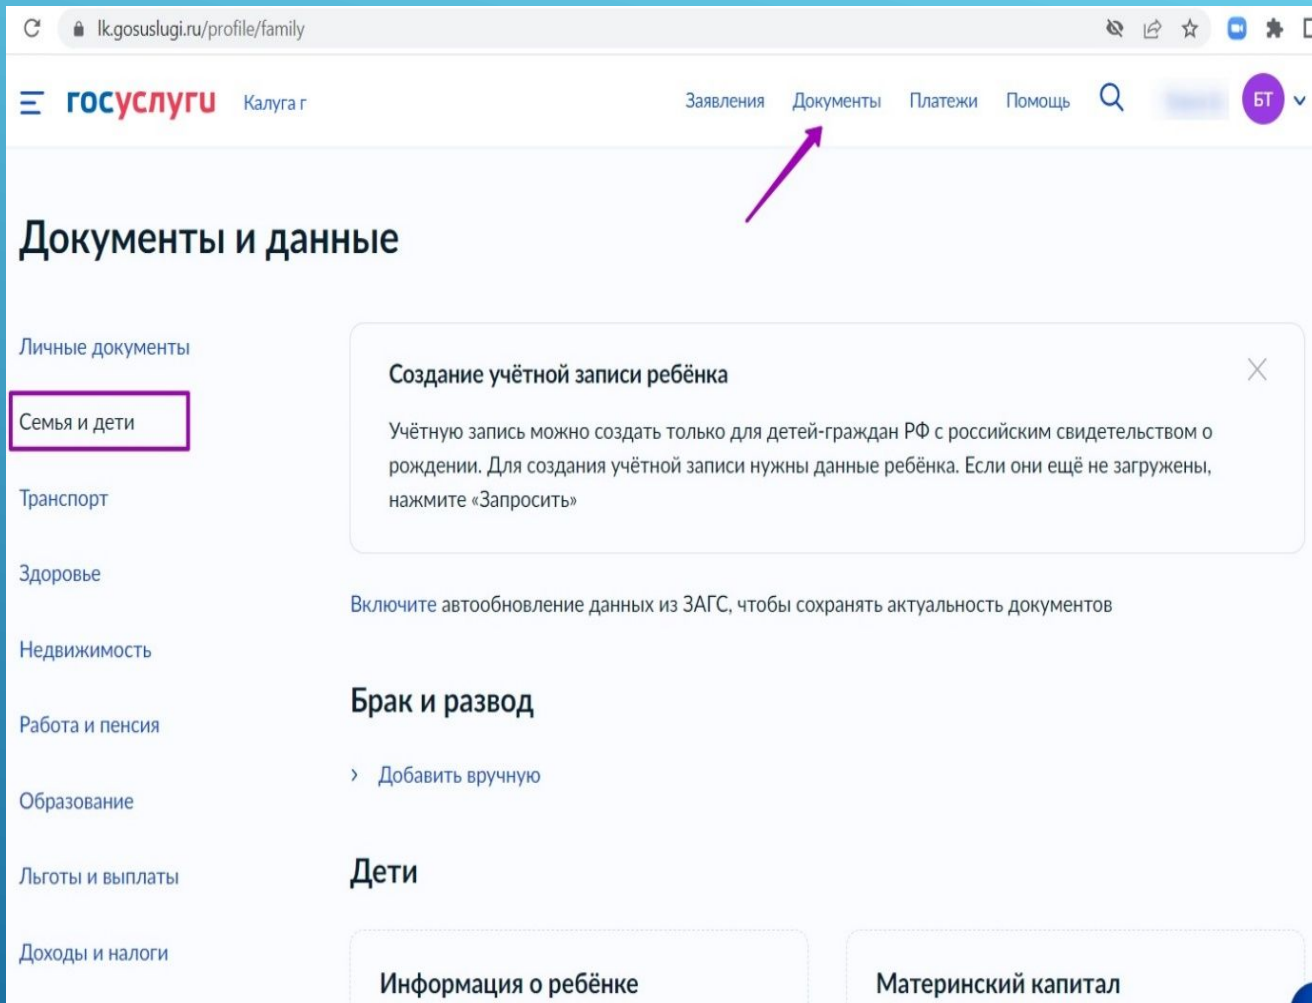 lk.gosuslugi.ru/profile/family
госуслуги Калуга г Заявления Документы Платежи Помощь БТ
Документы и данные
Личные документы
Семья и дети
Транспорт
Здоровье
Недвижимость
Работа и пенсия
Образование
Льготы и выплаты
Доходы и налоги
Создание учётной записи ребёнка
Учётную запись можно создать только для детей-граждан РФ с российским свидетельством о
рождении. Для создания учётной записи нужны данные ребёнка. Если они ещё не загружены,
нажмите «Запросить»
Включите автообновление данных из ЗАГС, чтобы сохранять актуальность документов
Брак и развод
Добавить вручную
Дети
Информация о ребёнке
Материнский капитал